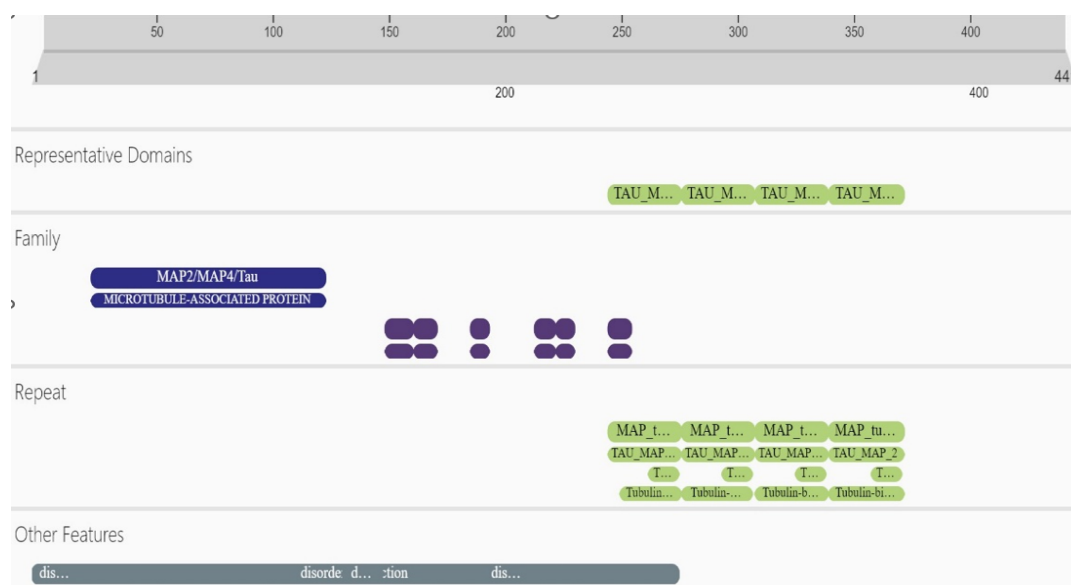 50 100 150 200 250 300 350 400
1 44
200 400
Representative Domains
TAU_M... TAU_M... TAU_M... TAU_M...
Family
MAP2/MAP4/Tau
MICROTUBULE-ASSOCIATED PROTEIN
Repeat
MAP_t... MAP_t... MAP_t... MAP_tu...
TAU_MAP... TAU_MAP... TAU_MAP... TAU_MAP_2
T... T... T... T...
Tubulin... Tubulin-... Tubulin-b... Tubulin-bi...
Other Features
dis... disorde d... :tion dis...